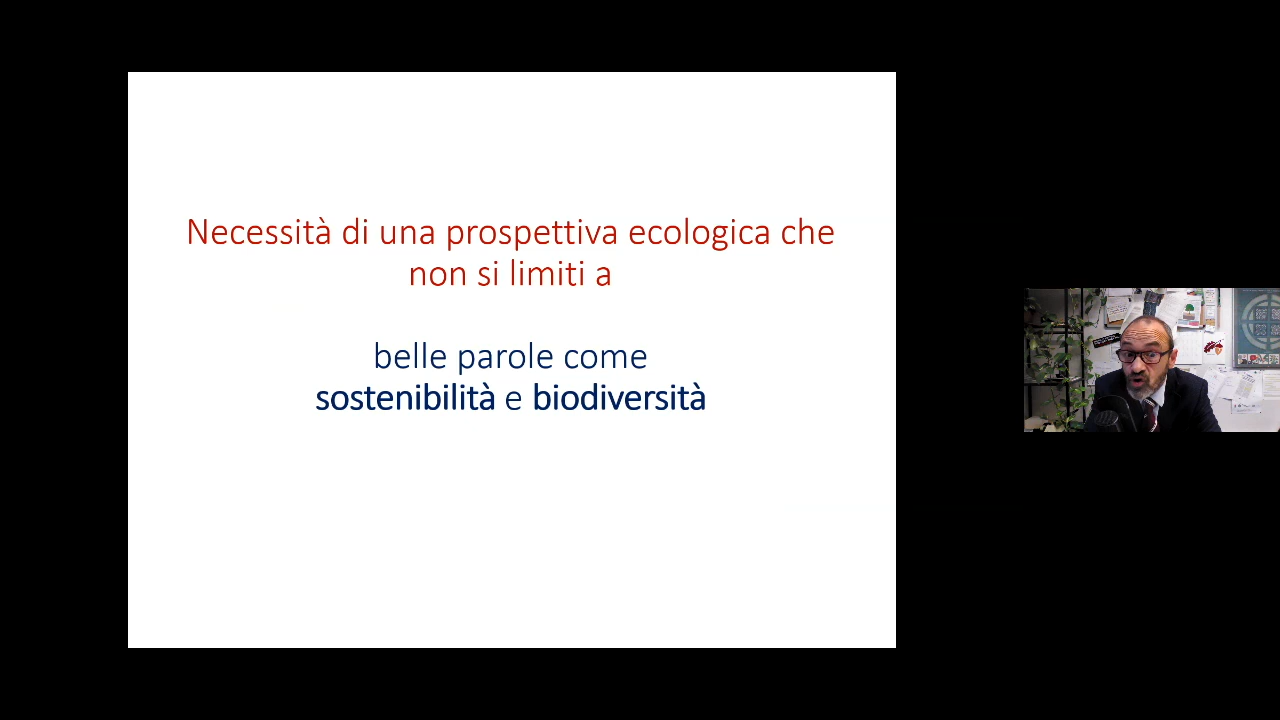 Necessità di una prospettiva ecologica che
non si limiti a
belle parole come
sostenibilità e biodiversità